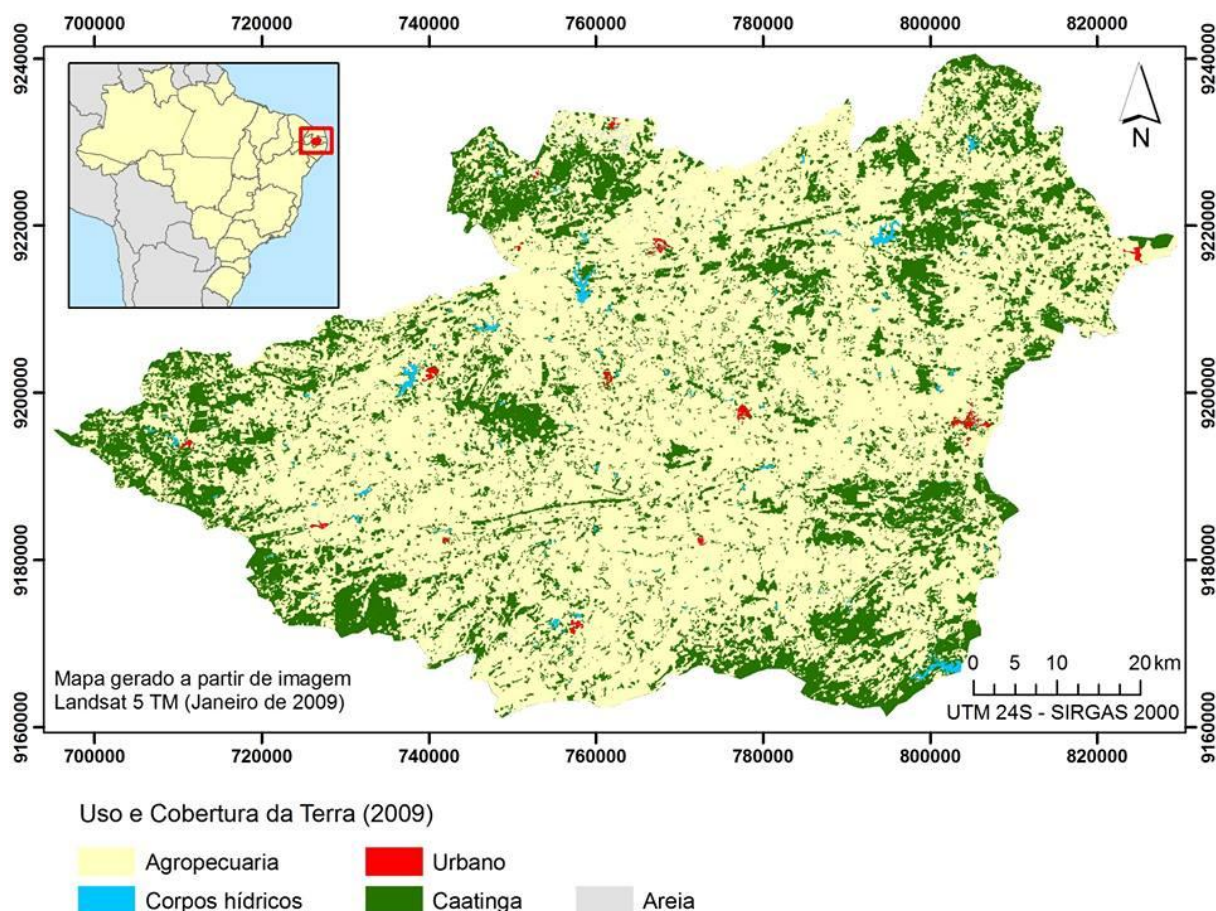 700000 720000 740000 760000 780000 800000 820000
9240000 9240000
N
9220000 9220000
9200000 9200000
9180000 9180000
0 5 10 20 km
Mapa gerado a partir de imagem
Landsat 5 TM (Janeiro de 2009)
UTM 24S - SIRGAS 2000
9160000 9160000
700000 720000 740000 760000 780000 800000 820000
Uso e Cobertura da Terra (2009)
Agropecuaria Urbano
Corpos hídricos Caatinga Areia